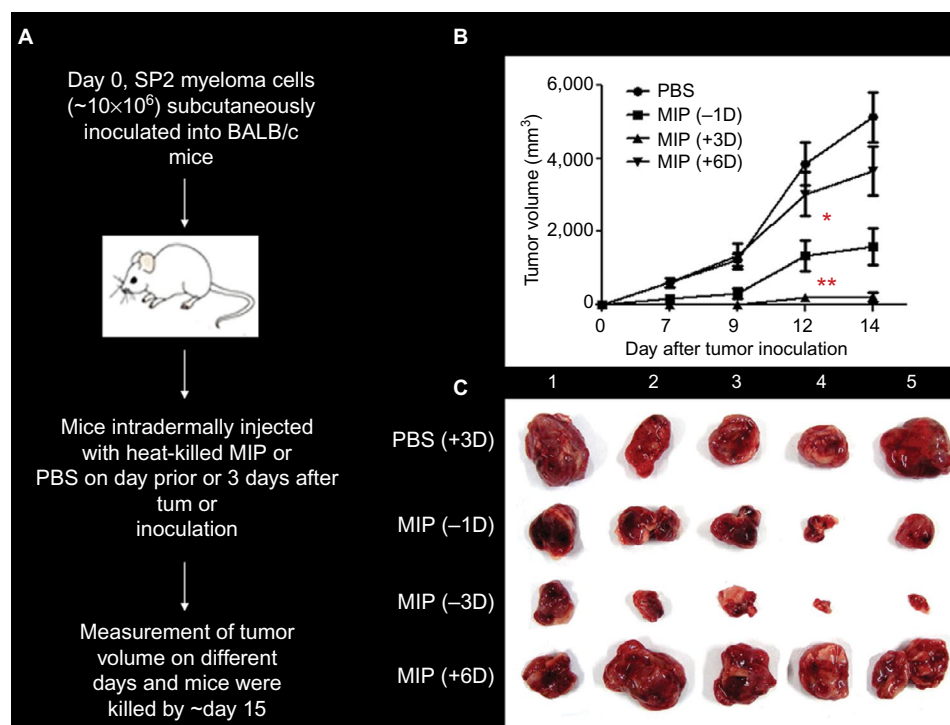 A
Day 0, SP2 myeloma cells
(~10×10⁶) subcutaneously
inoculated into BALB/c
mice
Mice intradermally injected
with heat-killed MIP or
PBS on day prior or 3 days after
tum or
inoculation
Measurement of tumor
volume on different
days and mice were
killed by ~day 15
B
6,000
4,000
2,000
0
Tumor volume (mm³)
PBS
MIP (–1D)
MIP (+3D)
MIP (+6D)
*
**
0 7 9 12 14
Day after tumor inoculation
C
1 2 3 4 5
PBS (+3D)
MIP (–1D)
MIP (–3D)
MIP (+6D)